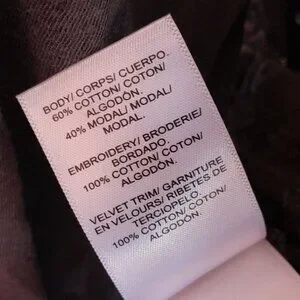 BODY/ CORPS/ CUERPO.
60% COTTON/ COTON/
ALGODÓN.
40% MODAL/ MODAL/
MODAL.
EMBROIDERY/ BRODERIE/
BORDADO.
100% COTTON/ COTON/
ALGODÓN.
VELVET TRIM/ GARNITURE
EN VELOURS/ RIBETES DE
TERCIOPELO.
100% COTTON/ COTON/
ALGODÓN.